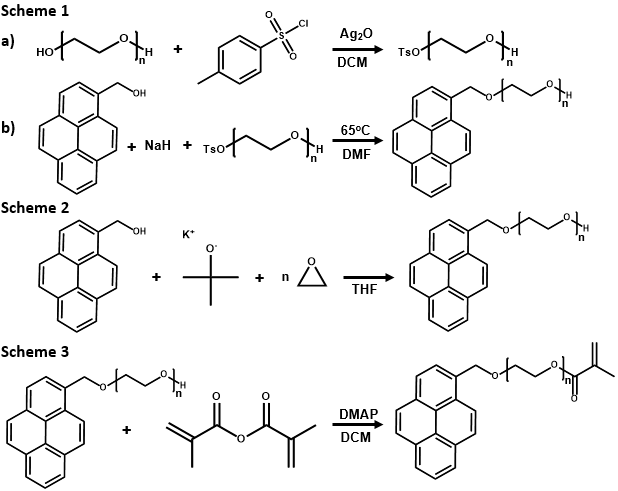 Scheme 1
a) HO O H n + S O O Cl Ag₂O DCM TsO O H n
b) OH + NaH + TsO O H n 65ºC DMF O O H n
Scheme 2
OH + K⁺ O⁻ + n O THF O O H n
Scheme 3
O O H n + O O O DMAP DCM O O n O